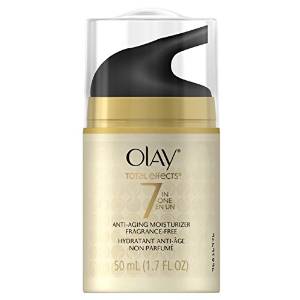 OLAY
total effects®
7 IN ONE
EN UN
ANTI-AGING MOISTURIZER
FRAGRANCE-FREE
HYDRATANT ANTI-ÂGE
NON PARFUMÉ
50 mL (1.7 FL OZ)